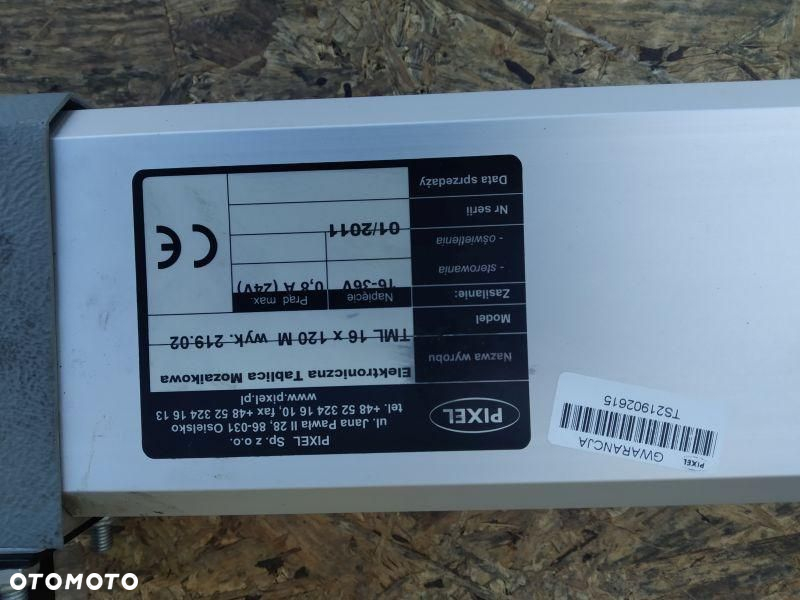 PIXEL
PIXEL Sp. z o.o.
ul. Jana Pawła II 28, 86-031 Osielsko
tel. +48 52 324 16 10, fax +48 52 324 16 13
www.pixel.pl
Nazwa wyrobu Elektroniczna Tablica Mozaikowa
Model TML 16 x 120 M wyk. 219.02
Zasilanie: Napięcie Prąd max.
- sterowania 16-36V 0,8 A (24V)
- oświetlenia
Nr serii 01/2011
Data sprzedaży
CE
PIXEL GWARANCJA
TS21902615
OTOMOTO